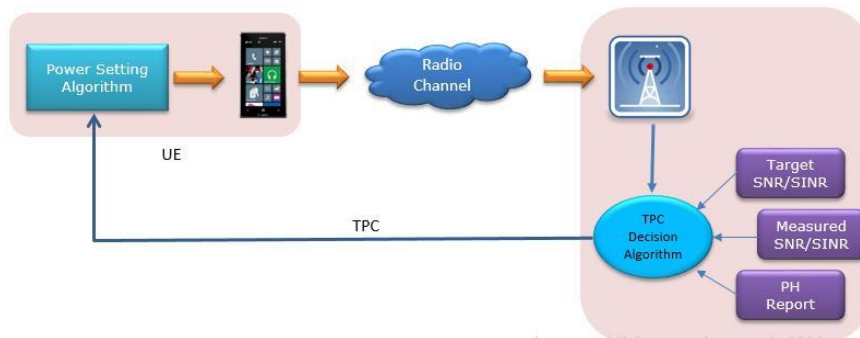 Power Setting
Algorithm
Radio
Channel
UE
TPC
TPC
Decision
Algorithm
Target
SNR/SINR
Measured
SNR/SINR
PH
Report